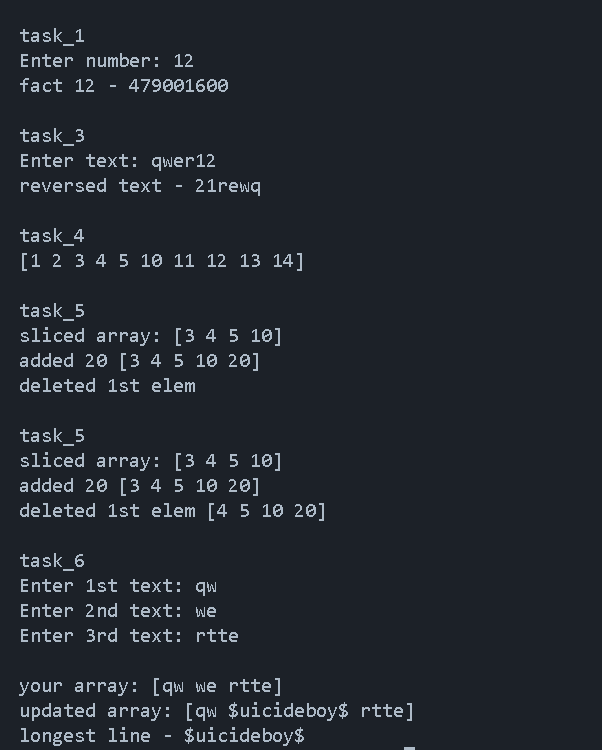 task_1
Enter number: 12
fact 12 - 479001600
task_3
Enter text: qwer12
reversed text - 21rewq
task_4
[1 2 3 4 5 10 11 12 13 14]
task_5
sliced array: [3 4 5 10]
added 20 [3 4 5 10 20]
deleted 1st elem
task_5
sliced array: [3 4 5 10]
added 20 [3 4 5 10 20]
deleted 1st elem [4 5 10 20]
task_6
Enter 1st text: qw
Enter 2nd text: we
Enter 3rd text: rtte
your array: [qw we rtte]
updated array: [qw $uicideboy$ rtte]
longest line - $uicideboy$